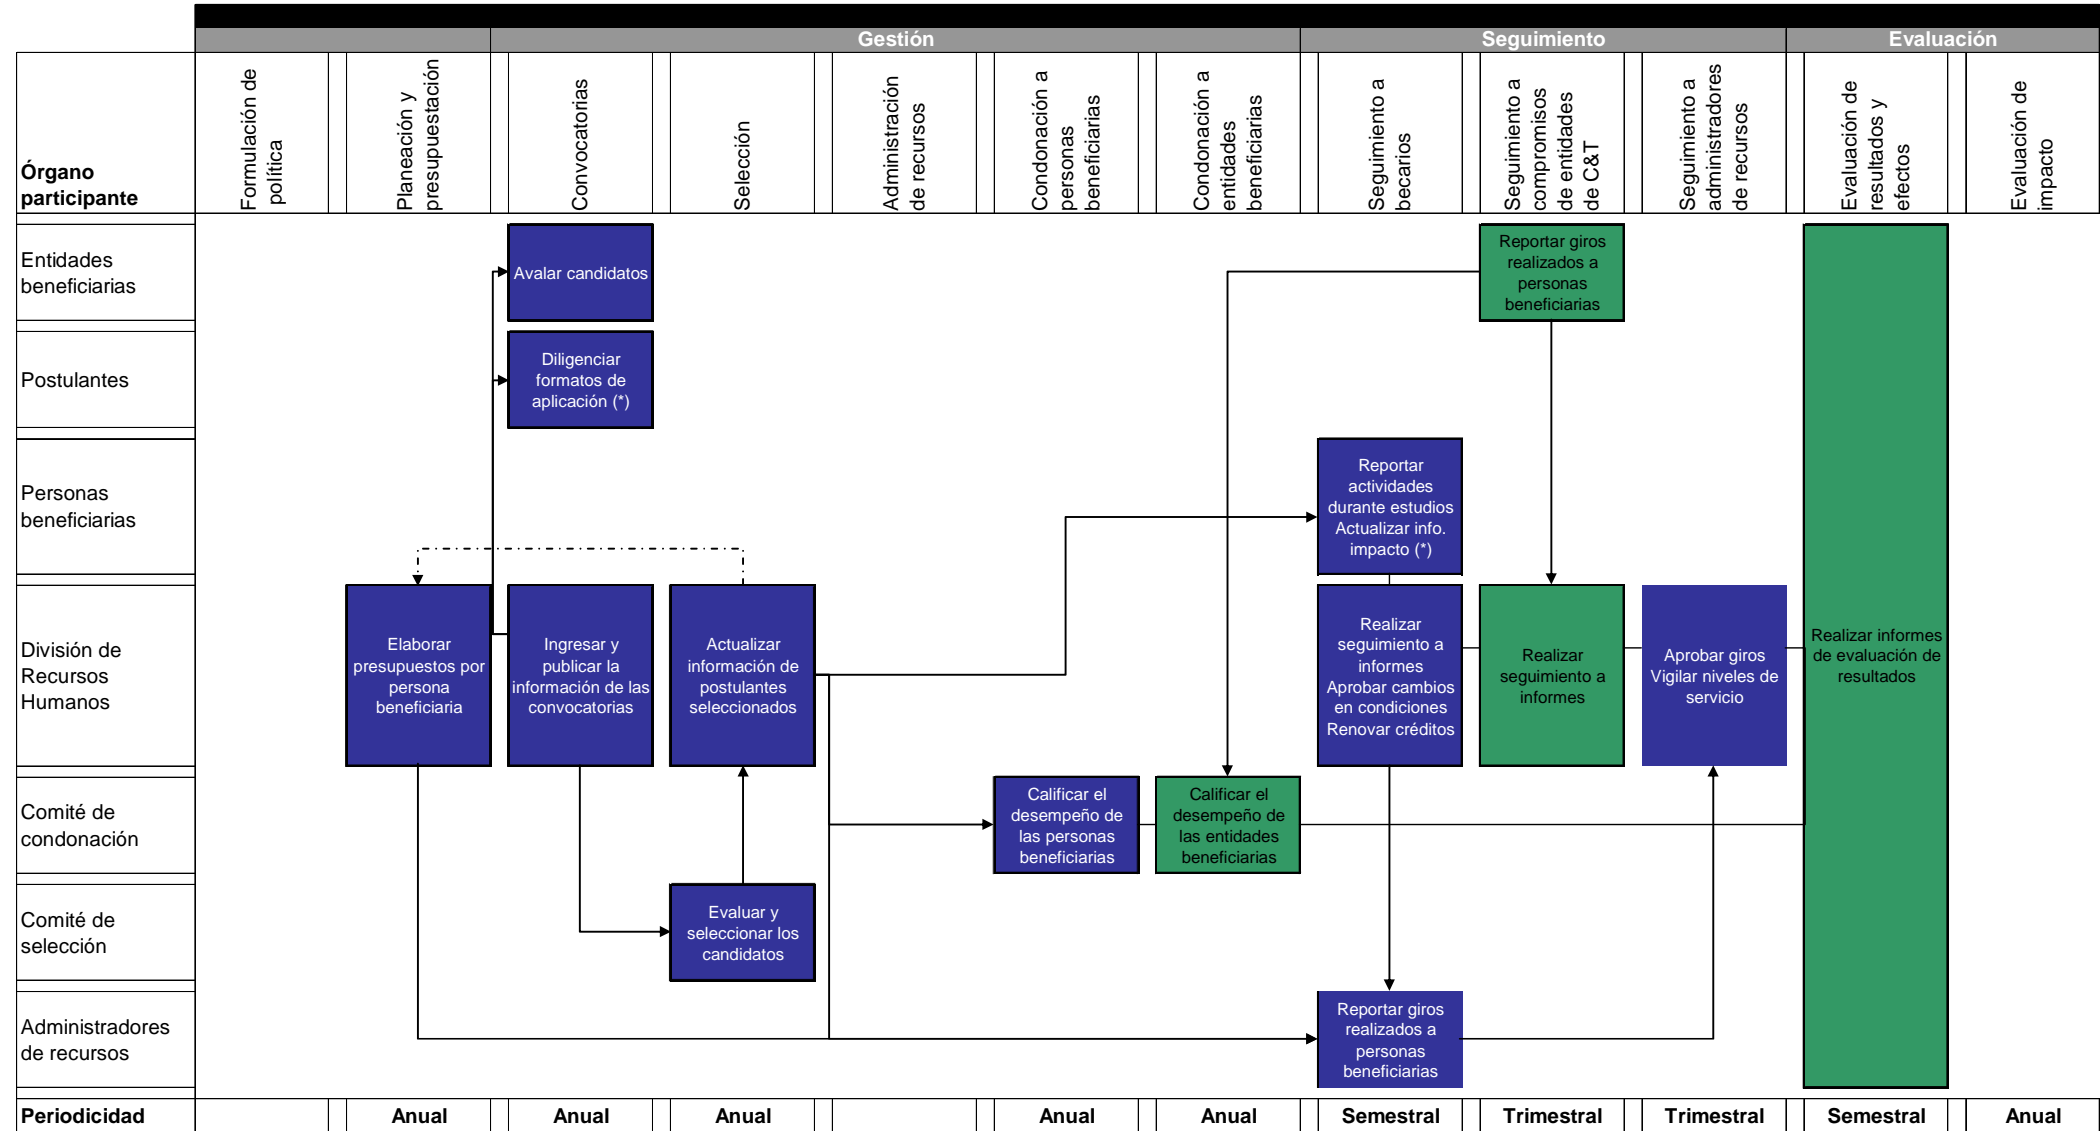 Gestión
Seguimiento
Evaluación
Órgano
participante
Formulación de
política
Planeación y
presupuestación
Convocatorias
Selección
Administración
de recursos
Condonación a
personas
beneficiarias
Condonación a
entidades
beneficiarias
Seguimiento a
becarios
Seguimiento a
compromisos
de entidades
de C&T
Seguimiento a
administradores
de recursos
Evaluación de
resultados y
efectos
Evaluación de
impacto
Entidades
beneficiarias
Avalar candidatos
Reportar giros
realizados a
personas
beneficiarias
Postulantes
Diligenciar
formatos de
aplicación (*)
Personas
beneficiarias
Reportar
actividades
durante estudios
Actualizar info.
impacto (*)
División de
Recursos
Humanos
Elaborar
presupuestos por
persona
beneficiaria
Ingresar y
publicar la
información de las
convocatorias
Actualizar
información de
postulantes
seleccionados
Realizar
seguimiento a
informes
Aprobar cambios
en condiciones
Renovar créditos
Realizar
seguimiento a
informes
Aprobar giros
Vigilar niveles de
servicio
Realizar informes
de evaluación de
resultados
Comité de
condonación
Calificar el
desempeño de
las personas
beneficiarias
Calificar el
desempeño de
las entidades
beneficiarias
Comité de
selección
Evaluar y
seleccionar los
candidatos
Administradores
de recursos
Reportar giros
realizados a
personas
beneficiarias
Periodicidad
Anual
Anual
Anual
Anual
Anual
Semestral
Trimestral
Trimestral
Semestral
Anual